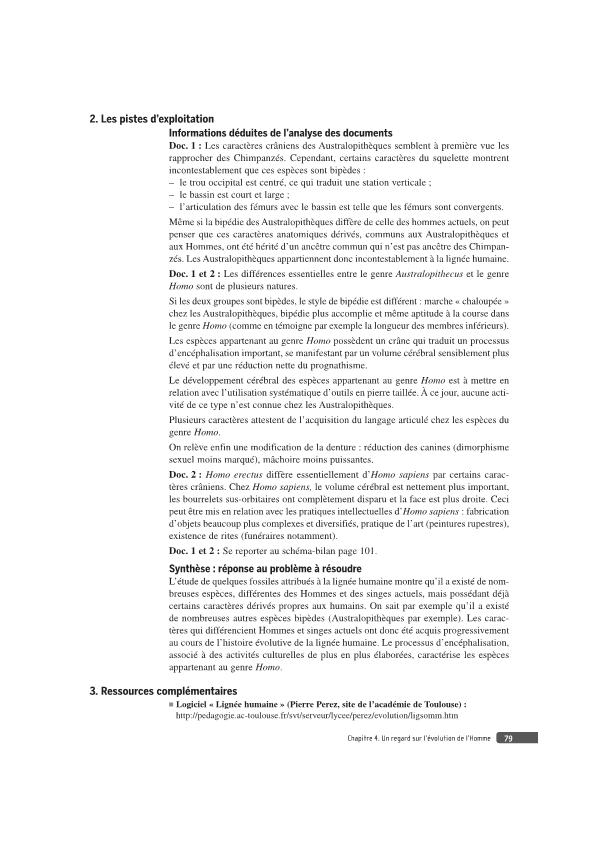 2. Les pistes d'exploitation
Informations déduites de l'analyse des documents
Doc. 1 : Les caractères crâniens des Australopithèques semblent à première vue les
rapprocher des Chimpanzés. Cependant, certains caractères du squelette montrent
incontestablement que ces espèces sont bipèdes :
– le trou occipital est centré, ce qui traduit une station verticale ;
– le bassin est court et large ;
– l'articulation des fémurs avec le bassin est telle que les fémurs sont convergents.
Même si la bipédie des Australopithèques diffère de celle des hommes actuels, on peut
penser que ces caractères anatomiques dérivés, communs aux Australopithèques et
aux Hommes, ont été hérité d'un ancêtre commun qui n'est pas ancêtre des Chimpan-
zés. Les Australopithèques appartiennent donc incontestablement à la lignée humaine.
Doc. 1 et 2 : Les différences essentielles entre le genre Australopithecus et le genre
Homo sont de plusieurs natures.
Si les deux groupes sont bipèdes, le style de bipédie est différent : marche « chaloupée »
chez les Australopithèques, bipédie plus accomplie et même aptitude à la course dans
le genre Homo (comme en témoigne par exemple la longueur des membres inférieurs).
Les espèces appartenant au genre Homo possèdent un crâne qui traduit un processus
d'encéphalisation important, se manifestant par un volume cérébral sensiblement plus
élevé et par une réduction nette du prognathisme.
Le développement cérébral des espèces appartenant au genre Homo est à mettre en
relation avec l'utilisation systématique d'outils en pierre taillée. À ce jour, aucune acti-
vité de ce type n'est connue chez les Australopithèques.
Plusieurs caractères attestent de l'acquisition du langage articulé chez les espèces du
genre Homo.
On relève enfin une modification de la denture : réduction des canines (dimorphisme
sexuel moins marqué), mâchoire moins puissantes.
Doc. 2 : Homo erectus diffère essentiellement d'Homo sapiens par certains carac-
tères crâniens. Chez Homo sapiens, le volume cérébral est nettement plus important,
les bourrelets sus-orbitaires ont complètement disparu et la face est plus droite. Ceci
peut être mis en relation avec les pratiques intellectuelles d'Homo sapiens : fabrication
d'objets beaucoup plus complexes et diversifiés, pratique de l'art (peintures rupestres),
existence de rites (funéraires notamment).
Doc. 1 et 2 : Se reporter au schéma-bilan page 101.
Synthèse : réponse au problème à résoudre
L'étude de quelques fossiles attribués à la lignée humaine montre qu'il a existé de nom-
breuses espèces, différentes des Hommes et des singes actuels, mais possédant déjà
certains caractères dérivés propres aux humains. On sait par exemple qu'il a existé
de nombreuses autres espèces bipèdes (Australopithèques par exemple). Les carac-
tères qui différencient Hommes et singes actuels ont donc été acquis progressivement
au cours de l'histoire évolutive de la lignée humaine. Le processus d'encéphalisation,
associé à des activités culturelles de plus en plus élaborées, caractérise les espèces
appartenant au genre Homo.
3. Ressources complémentaires
■ Logiciel « Lignée humaine » (Pierre Perez, site de l'académie de Toulouse) :
http://pedagogie.ac-toulouse.fr/svt/serveur/lycee/perez/evolution/ligsomm.htm
Chapitre 4. Un regard sur l'évolution de l'Homme 79